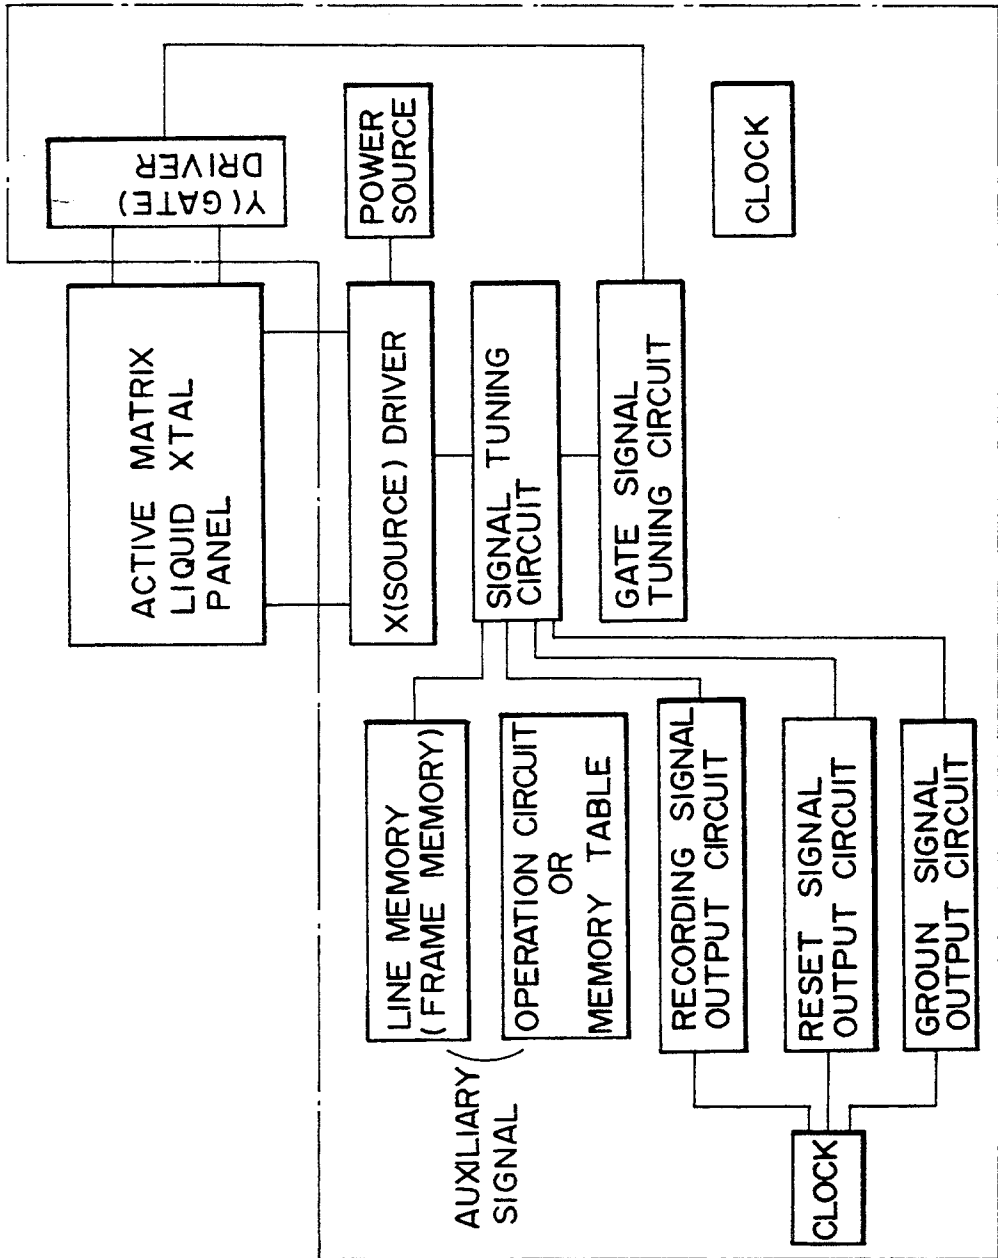 ACTIVE MATRIX
LIQUID XTAL
PANEL
Y(GATE)
DRIVER
X(SOURCE) DRIVER
POWER
SOURCE
LINE MEMORY
(FRAME MEMORY)
AUXILIARY
SIGNAL
OPERATION CIRCUIT
OR
MEMORY TABLE
SIGNAL TUNING
CIRCUIT
RECORDING SIGNAL
OUTPUT CIRCUIT
GATE SIGNAL
TUNING CIRCUIT
CLOCK
RESET SIGNAL
OUTPUT CIRCUIT
CLOCK
GROUN SIGNAL
OUTPUT CIRCUIT